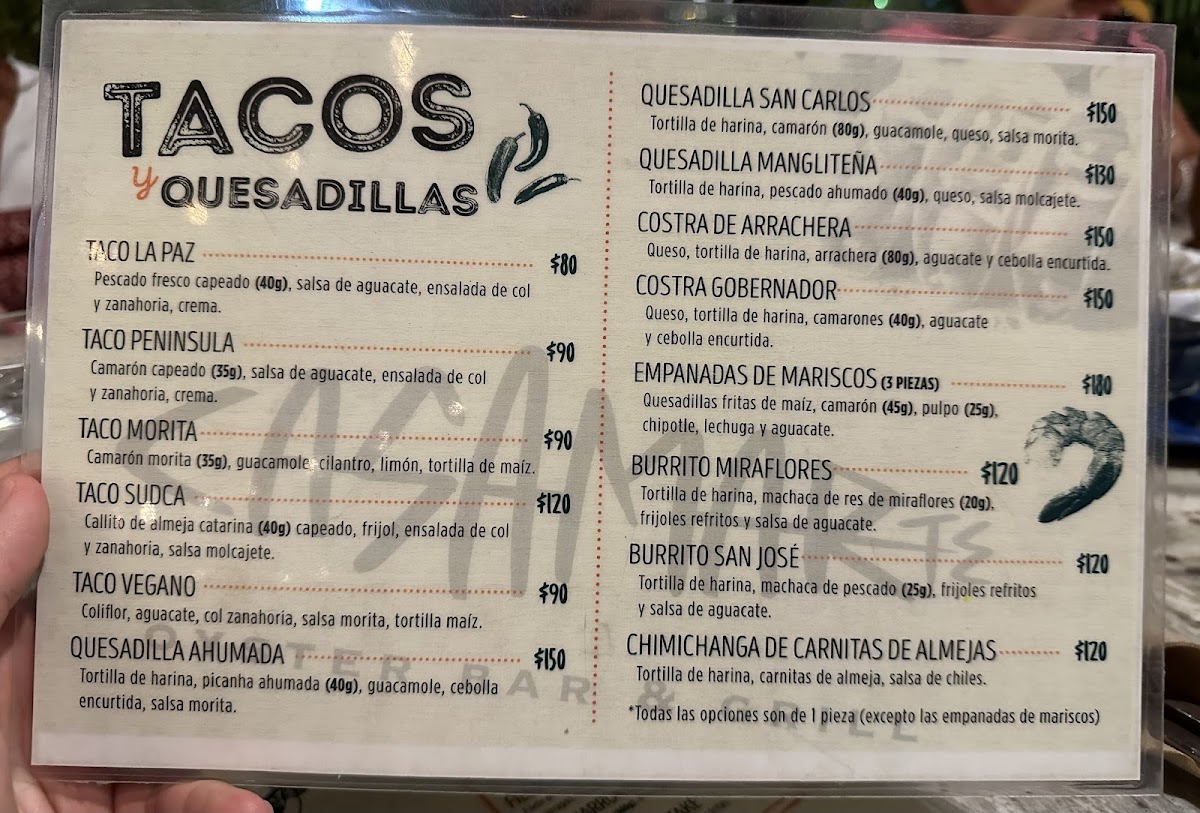 TACOS
y QUESADILLAS
TACO LA PAZ $80
Pescado fresco capeado (40g), salsa de aguacate, ensalada de col
y zanahoria, crema.
TACO PENINSULA $90
Camarón capeado (35g), salsa de aguacate, ensalada de col
y zanahoria, crema.
TACO MORITA $90
Camarón morita (35g), guacamole, cilantro, limón, tortilla de maíz.
TACO SUDCA $120
Callito de almeja catarina (40g) capeado, frijol, ensalada de col
y zanahoria, salsa molcajete.
TACO VEGANO $90
Coliflor, aguacate, col zanahoria, salsa morita, tortilla maíz.
QUESADILLA AHUMADA $150
Tortilla de harina, picanha ahumada (40g), guacamole, cebolla
encurtida, salsa morita.
QUESADILLA SAN CARLOS $150
Tortilla de harina, camarón (80g), guacamole, queso, salsa morita.
QUESADILLA MANGLITEÑA $130
Tortilla de harina, pescado ahumado (40g), queso, salsa molcajete.
COSTRA DE ARRACHERA $150
Queso, tortilla de harina, arrachera (80g), aguacate y cebolla encurtida.
COSTRA GOBERNADOR $150
Queso, tortilla de harina, camarones (40g), aguacate
y cebolla encurtida.
EMPANADAS DE MARISCOS (3 PIEZAS) $180
Quesadillas fritas de maíz, camarón (45g), pulpo (25g),
chipotle, lechuga y aguacate.
BURRITO MIRAFLORES $120
Tortilla de harina, machaca de res de miraflores (20g),
frijoles refritos y salsa de aguacate.
BURRITO SAN JOSÉ $120
Tortilla de harina, machaca de pescado (25g), frijoles refritos
y salsa de aguacate.
CHIMICHANGA DE CARNITAS DE ALMEJAS $120
Tortilla de harina, carnitas de almeja, salsa de chiles.
*Todas las opciones son de 1 pieza (excepto las empanadas de mariscos)
CASAMARTS
OYSTER BAR & GRILL